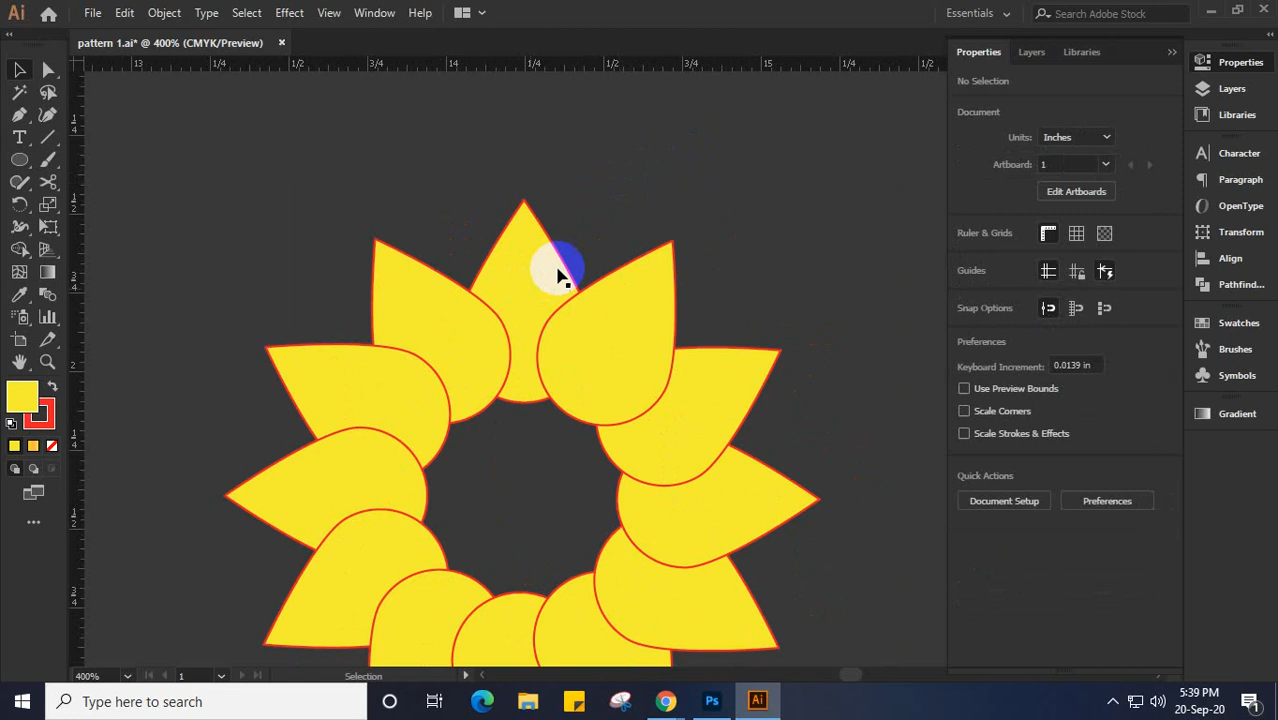 Ai File Edit Object Type Select Effect View Window Help Essentials Search Adobe Stock
pattern 1.ai* @ 400% (CMYK/Preview)
13 1/4 1/2 3/4 14 1/4 1/2 3/4 15 1/4 1/2
Properties Layers Libraries
No Selection
Document
Units: Inches
Artboard: 1
Edit Artboards
Ruler & Grids
Guides
Snap Options
Preferences
Keyboard Increment: 0.0139 in
Use Preview Bounds
Scale Corners
Scale Strokes & Effects
Quick Actions
Document Setup Preferences
Properties
Layers
Libraries
Character
Paragraph
OpenType
Transform
Align
Pathfind...
Swatches
Brushes
Symbols
Gradient
400% 1 Selection
Type here to search
Ps Ai
5:39 PM
20-Sep-20
1